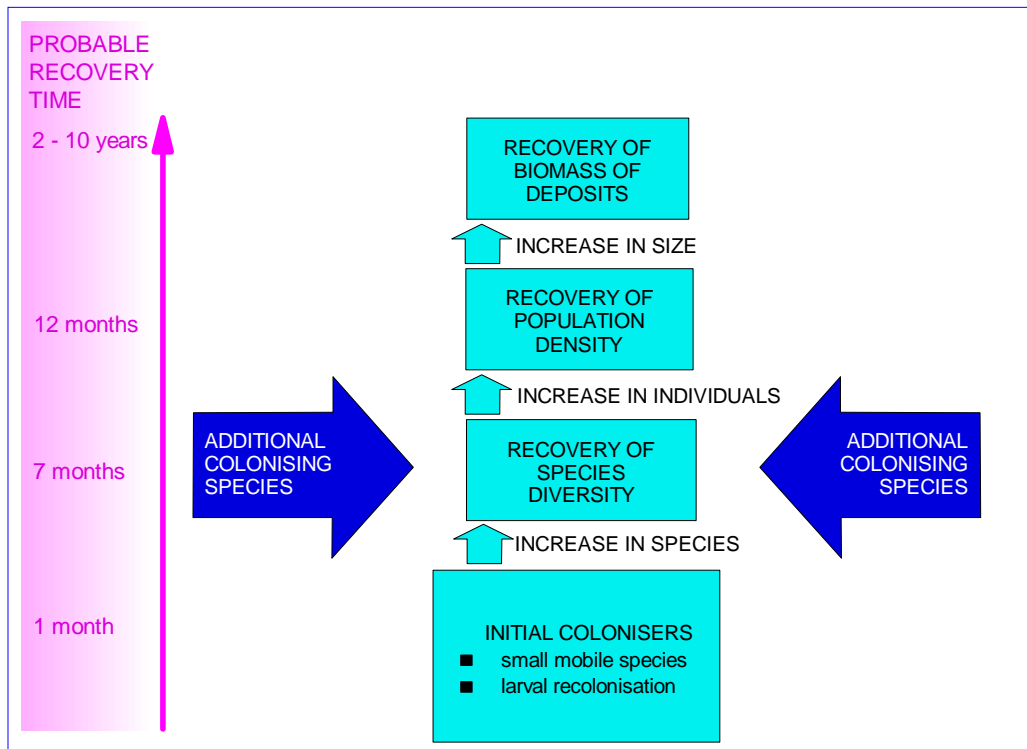 PROBABLE
RECOVERY
TIME
2 - 10 years
12 months
7 months
1 month
RECOVERY OF
BIOMASS OF
DEPOSITS
INCREASE IN SIZE
RECOVERY OF
POPULATION
DENSITY
INCREASE IN INDIVIDUALS
ADDITIONAL
COLONISING
SPECIES
RECOVERY OF
SPECIES
DIVERSITY
ADDITIONAL
COLONISING
SPECIES
INCREASE IN SPECIES
INITIAL COLONISERS
■ small mobile species
■ larval recolonisation